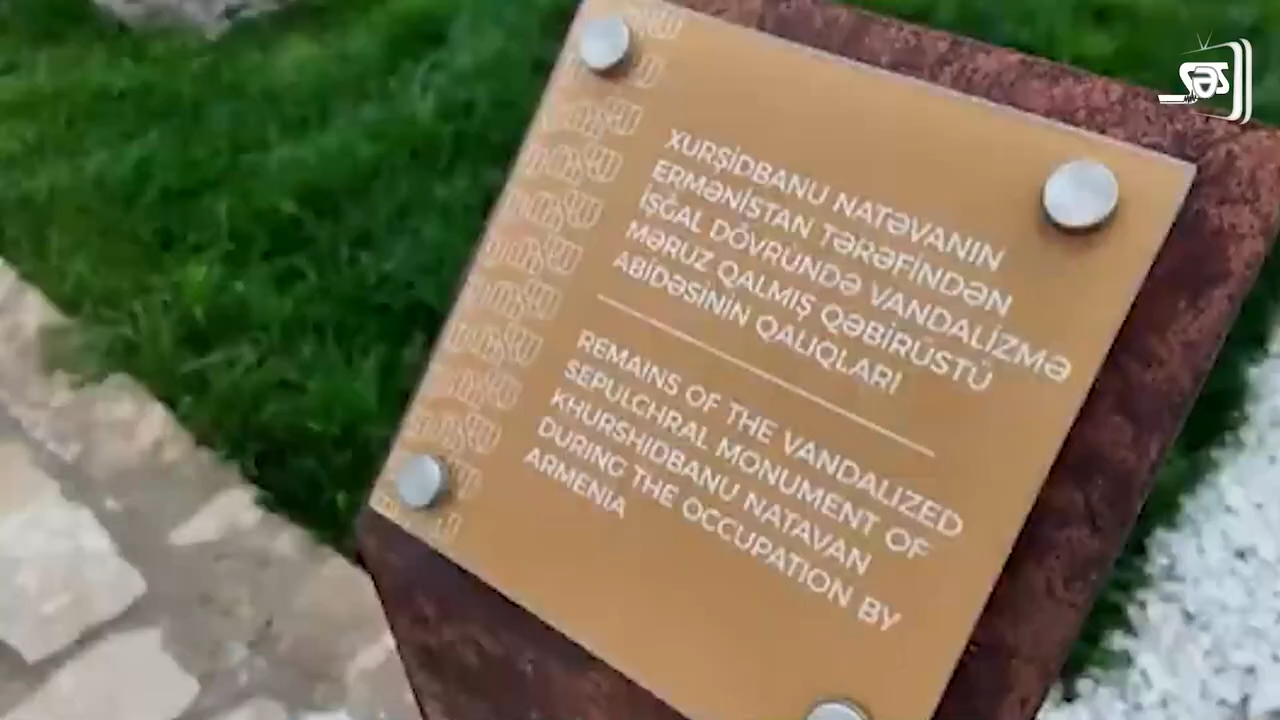 XURŞİDBANU NATƏVANIN
ERMƏNİSTAN TƏRƏFİNDƏN
İŞĞAL DÖVRÜNDƏ VANDALİZMƏ
MƏRUZ QALMIŞ QƏBİRÜSTÜ
ABİDƏSİNİN QALIQLARI
REMAINS OF THE VANDALIZED
SEPULCHRAL MONUMENT OF
KHURSHIDBANU NATAVAN
DURING THE OCCUPATION BY
ARMENIA
SƏS